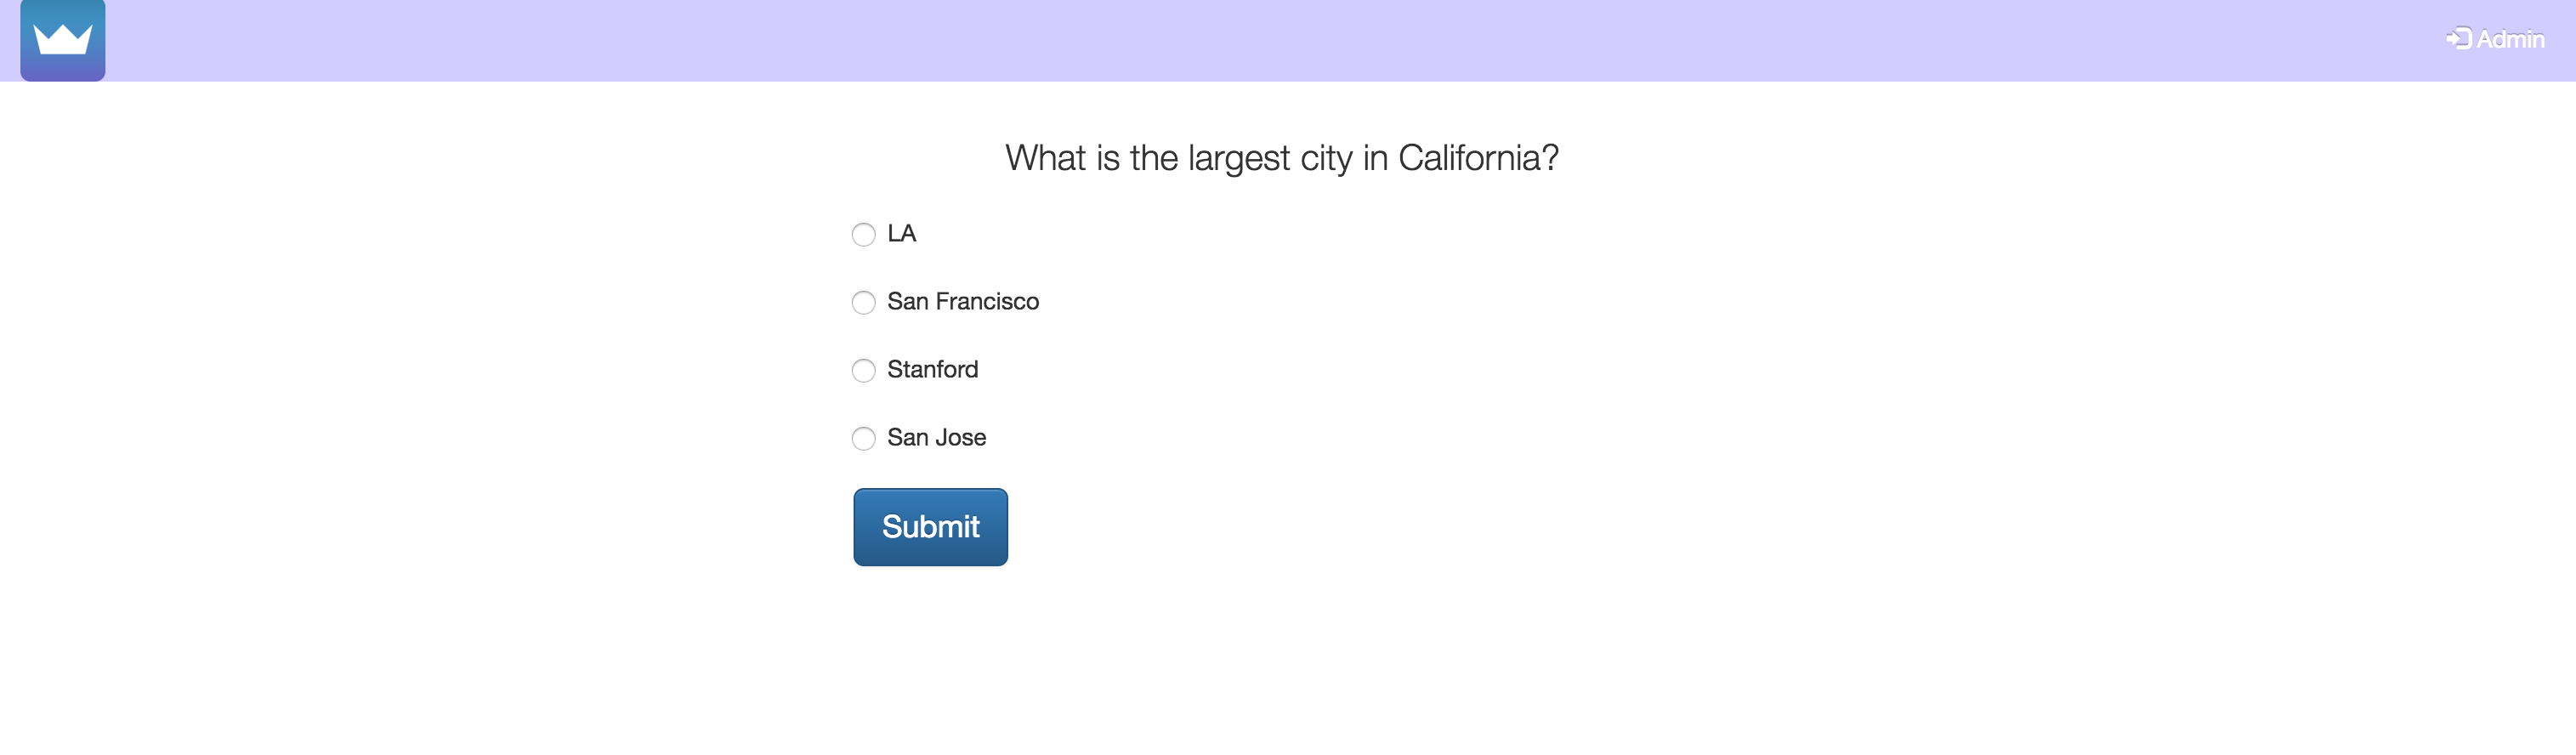 Admin
What is the largest city in California?
LA
San Francisco
Stanford
San Jose
Submit